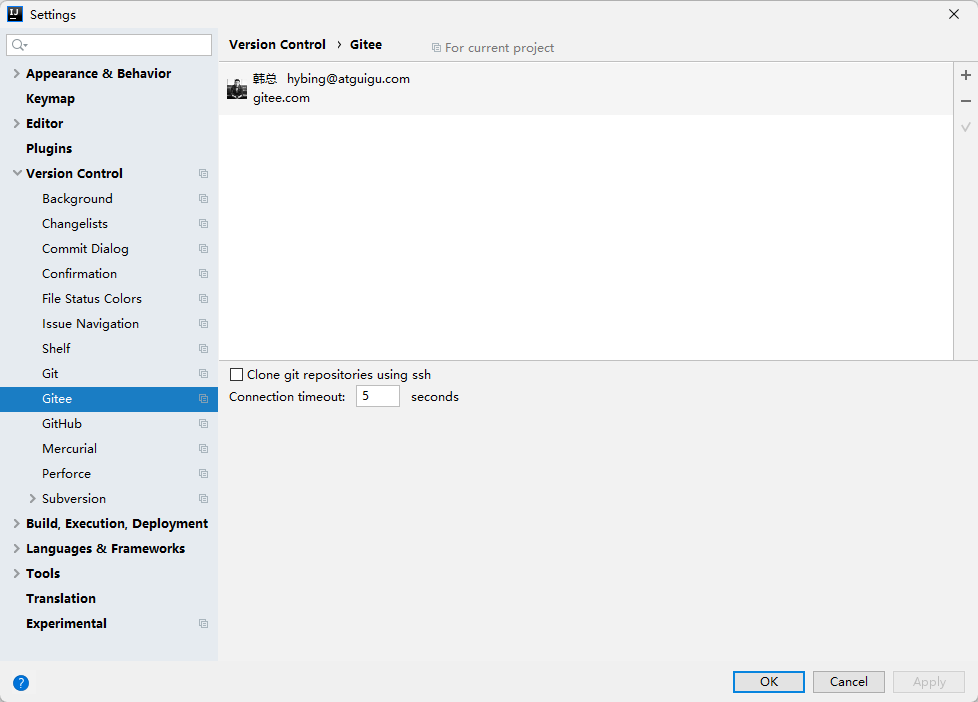 Settings
Version Control › Gitee
For current project
Appearance & Behavior
Keymap
Editor
Plugins
Version Control
Background
Changelists
Commit Dialog
Confirmation
File Status Colors
Issue Navigation
Shelf
Git
Gitee
GitHub
Mercurial
Perforce
Subversion
Build, Execution, Deployment
Languages & Frameworks
Tools
Translation
Experimental
韩总 hybing@atguigu.com
gitee.com
Clone git repositories using ssh
Connection timeout: 5 seconds
?
OK
Cancel
Apply